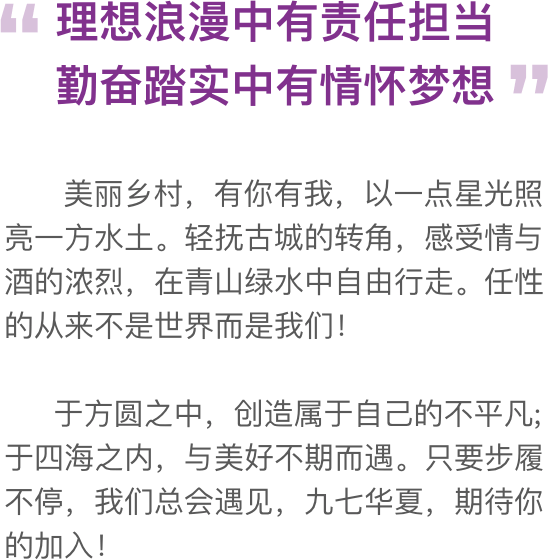 “理想浪漫中有责任担当
勤奋踏实中有情怀梦想”
美丽乡村，有你有我，以一点星光照
亮一方水土。轻抚古城的转角，感受情与
酒的浓烈，在青山绿水中自由行走。任性
的从来不是世界而是我们！
于方圆之中，创造属于自己的不平凡;
于四海之内，与美好不期而遇。只要步履
不停，我们总会遇见，九七华夏，期待你
的加入！